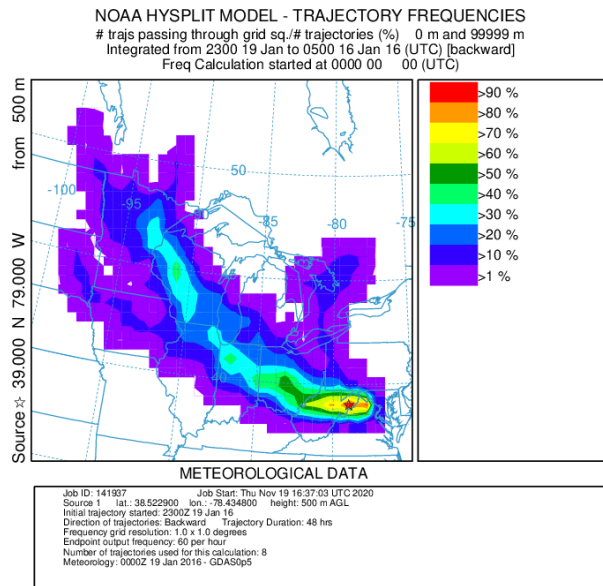 NOAA HYSPLIT MODEL - TRAJECTORY FREQUENCIES
# trajs passing through grid sq./# trajectories (%) 0 m and 99999 m
Integrated from 2300 19 Jan to 0500 16 Jan 16 (UTC) [backward]
Freq Calculation started at 0000 00 00 (UTC)
Source ☆ 39.000 N 79.000 W from 500 m
-100
-95
-90
-85
-80
-75
50
40
>90 %
>80 %
>70 %
>60 %
>50 %
>40 %
>30 %
>20 %
>10 %
>1 %
METEOROLOGICAL DATA
Job ID: 141937 Job Start: Thu Nov 19 16:37:03 UTC 2020
Source 1 lat.: 38.522900 lon.: -78.434800 height: 500 m AGL
Initial trajectory started: 2300Z 19 Jan 16
Direction of trajectories: Backward Trajectory Duration: 48 hrs
Frequency grid resolution: 1.0 x 1.0 degrees
Endpoint output frequency: 60 per hour
Number of trajectories used for this calculation: 8
Meteorology: 0000Z 19 Jan 2016 - GDAS0p5